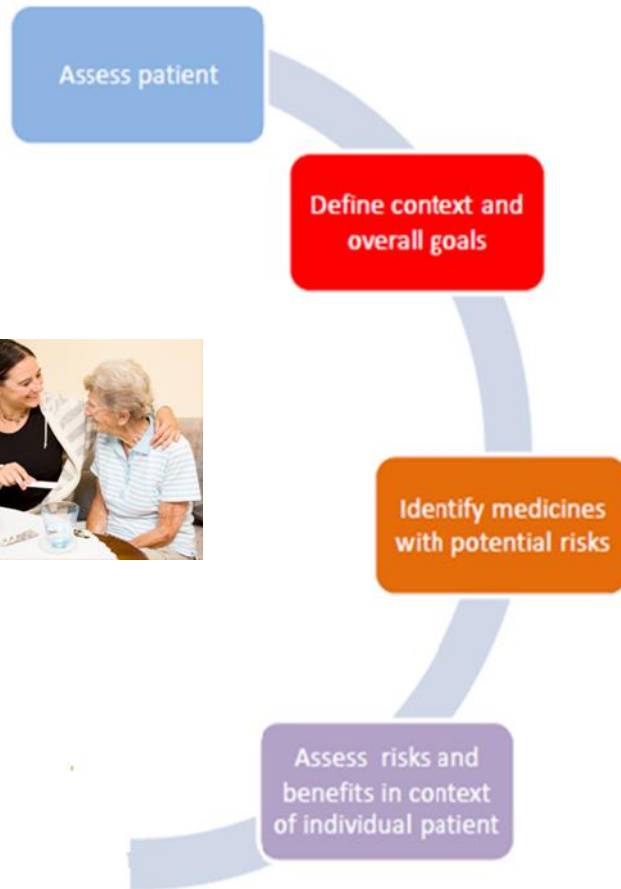 Assess patient
Define context and
overall goals
Identify medicines
with potential risks
Assess risks and
benefits in context
of individual patient